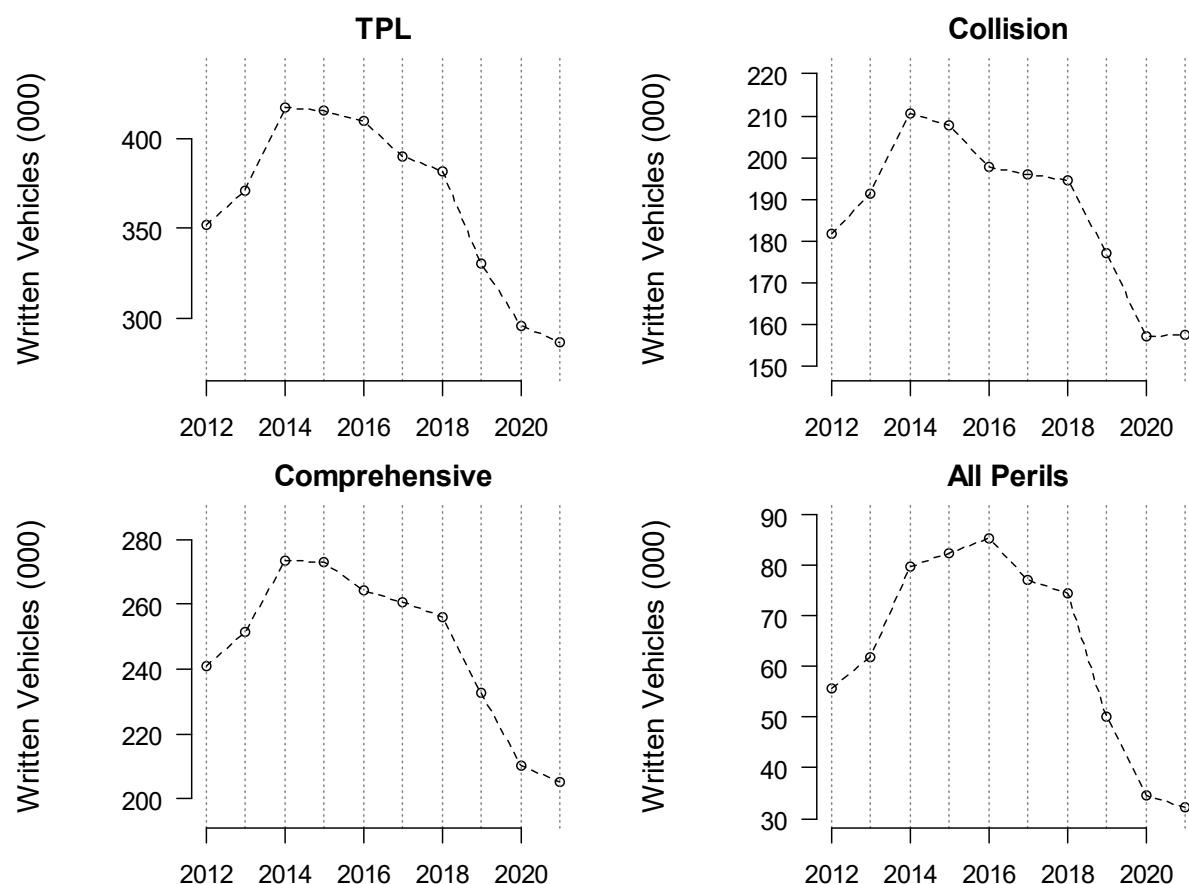 TPL
Written Vehicles (000)
400
350
300
2012 2014 2016 2018 2020
Collision
Written Vehicles (000)
220
210
200
190
180
170
160
150
2012 2014 2016 2018 2020
Comprehensive
Written Vehicles (000)
280
260
240
220
200
2012 2014 2016 2018 2020
All Perils
Written Vehicles (000)
90
80
70
60
50
40
30
2012 2014 2016 2018 2020